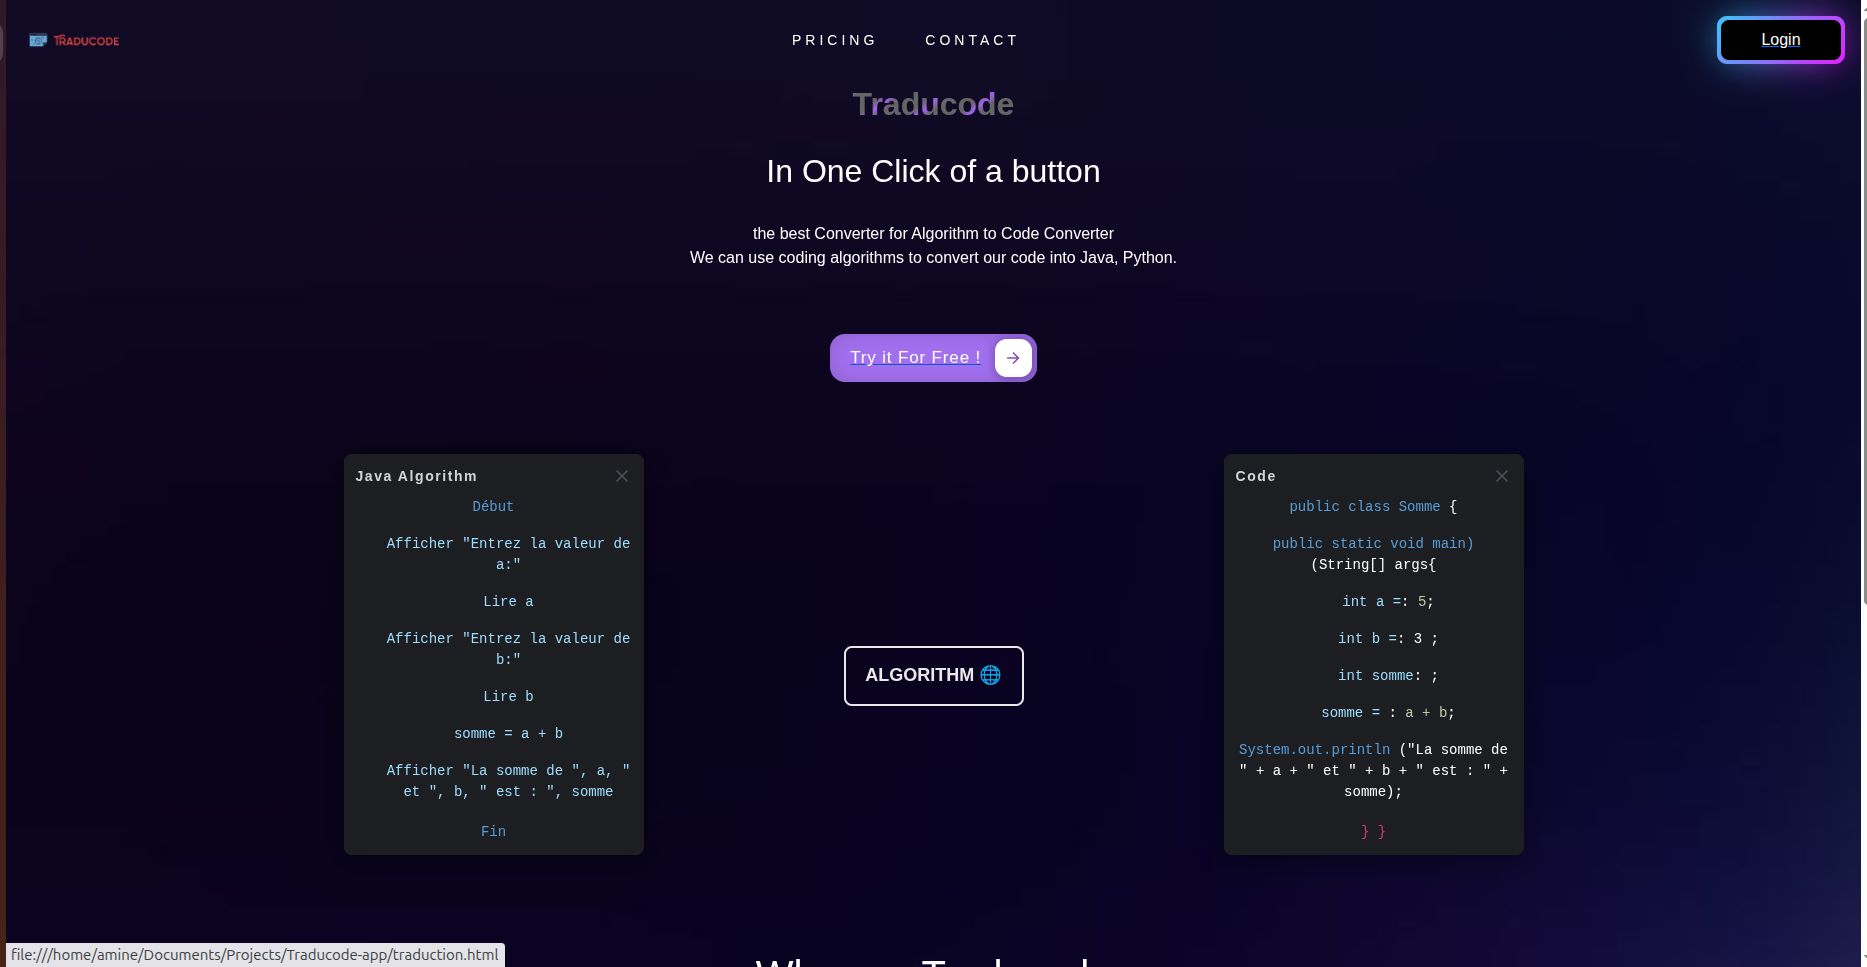 TRADUCODE
PRICING
CONTACT
Login
Traducode
In One Click of a button
the best Converter for Algorithm to Code Converter
We can use coding algorithms to convert our code into Java, Python.
Try it For Free !
Java Algorithm
Début
Afficher "Entrez la valeur de
a:"
Lire a
Afficher "Entrez la valeur de
b:"
Lire b
somme = a + b
Afficher "La somme de ", a, "
et ", b, " est : ", somme
Fin
ALGORITHM
Code
public class Somme {
public static void main)
(String[] args{
int a =: 5;
int b =: 3 ;
int somme: ;
somme = : a + b;
System.out.println ("La somme de
" + a + " et " + b + " est : " +
somme);
} }
file:///home/amine/Documents/Projects/Traducode-app/traduction.html